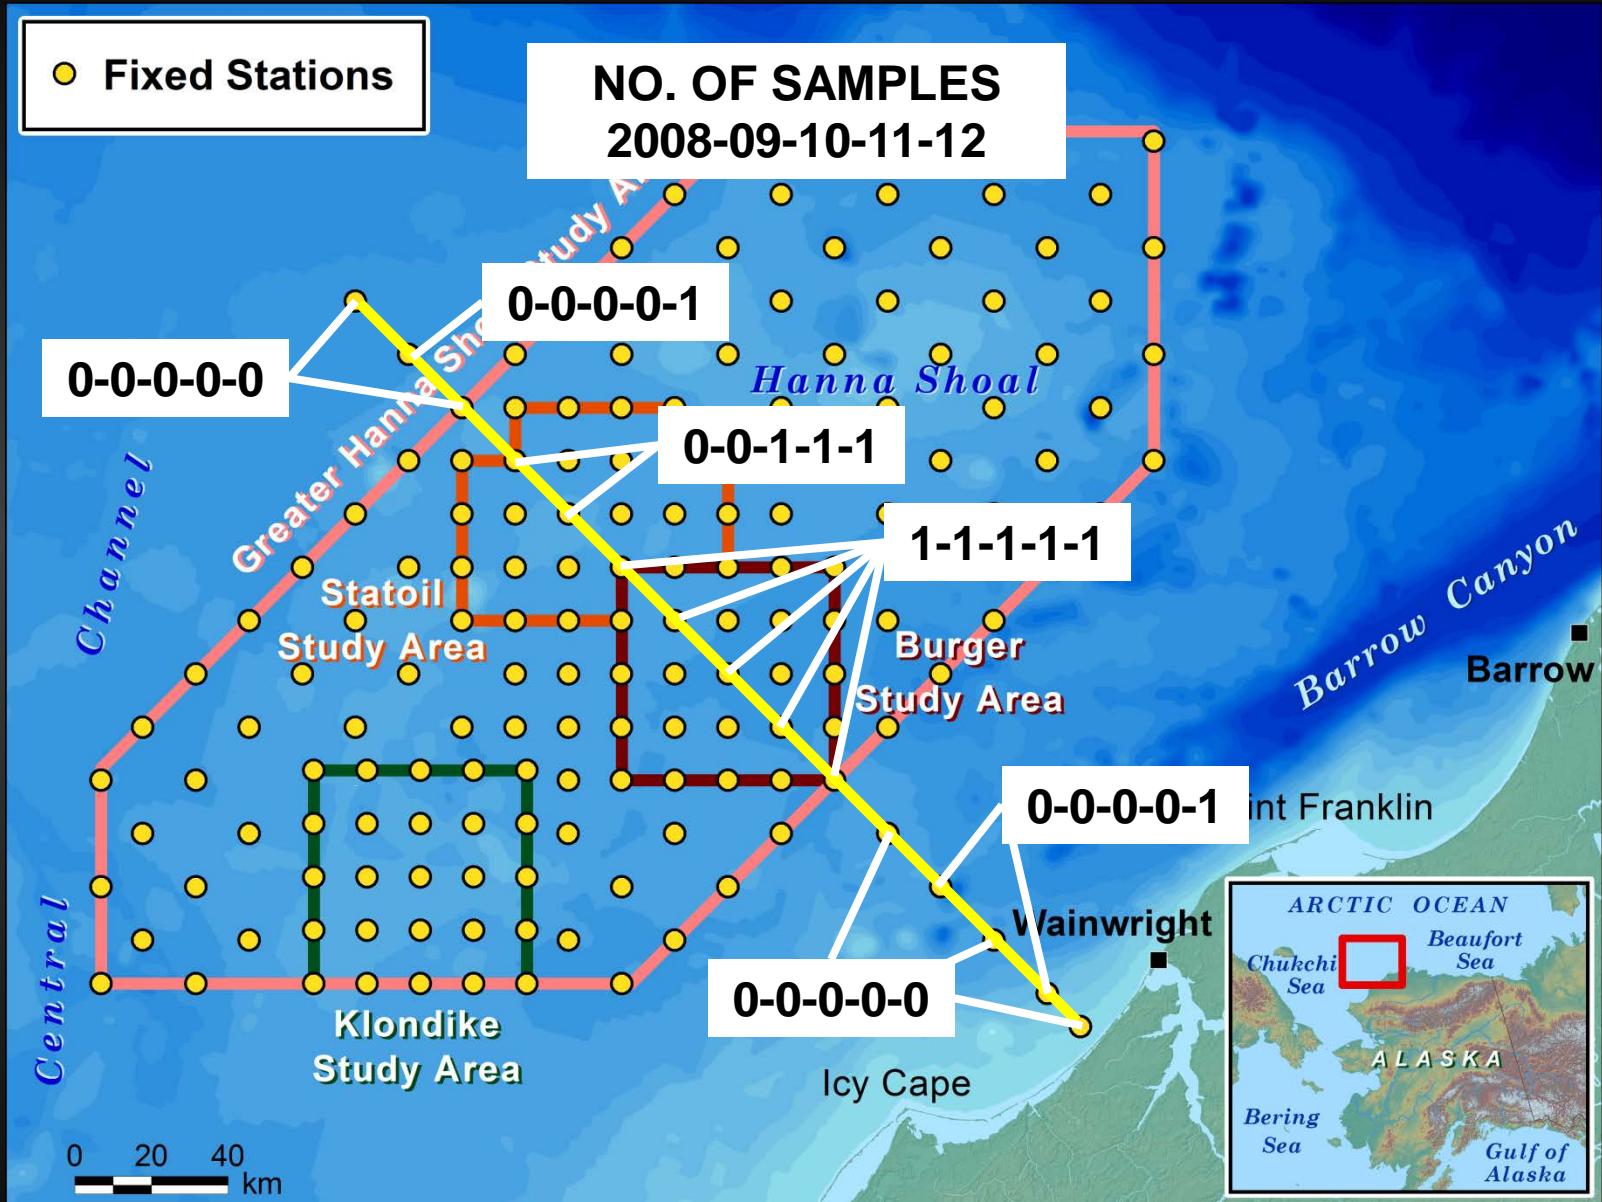 Fixed Stations
NO. OF SAMPLES
2008-09-10-11-12
Greater Hanna Sho
tudy A
0-0-0-0-1
0-0-0-0-0
Hanna Shoal
0-0-1-1-1
1-1-1-1-1
Channel
Statoil
Study Area
Burger
Study Area
Barrow Canyon
Barrow
0-0-0-0-1
int Franklin
Wainwright
0-0-0-0-0
Central
Klondike
Study Area
Icy Cape
0 20 40
km
ARCTIC OCEAN
Beaufort
Sea
Chukchi
Sea
ALASKA
Bering
Sea
Gulf of
Alaska